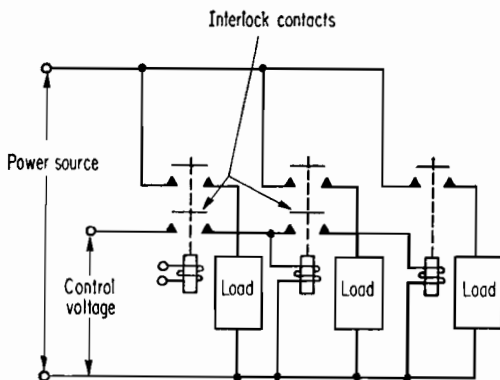 Interlock contacts
Power source
Control
voltage
Load
Load
Load